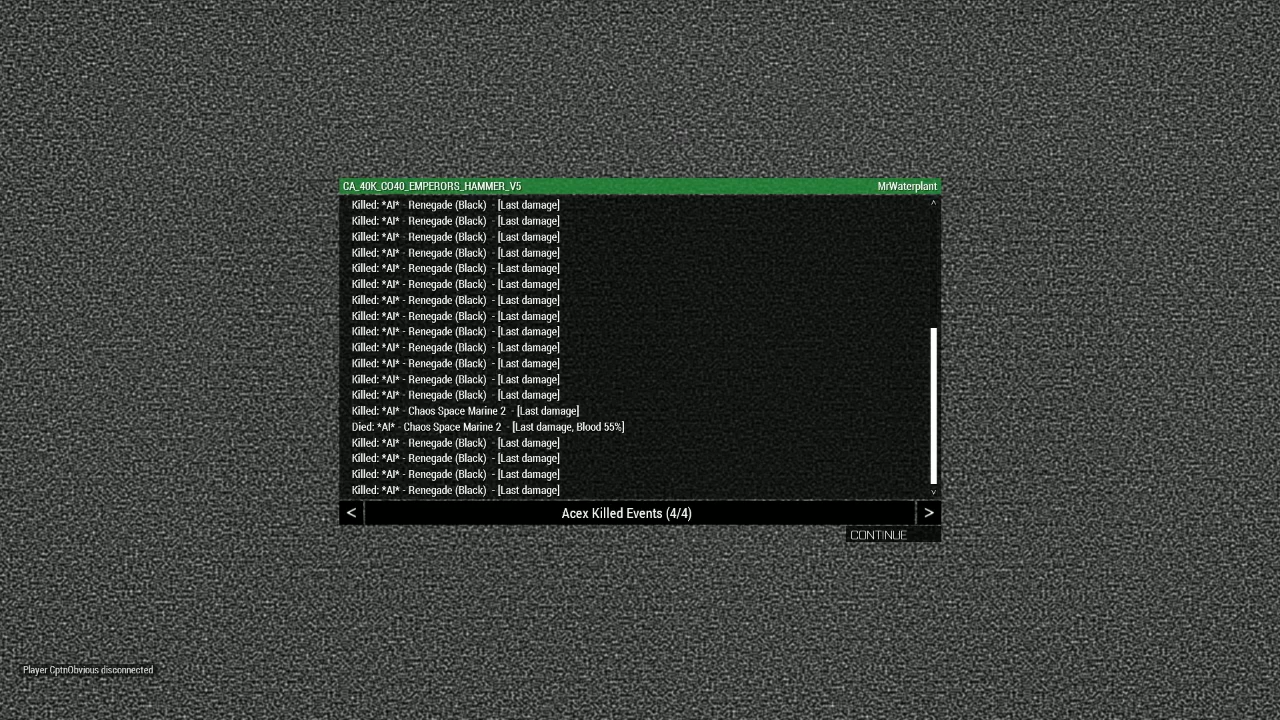 CA_40K_CO40_EMPERORS_HAMMER_V5 MrWaterplant
Killed: *AI* - Renegade (Black) - [Last damage]
Killed: *AI* - Renegade (Black) - [Last damage]
Killed: *AI* - Renegade (Black) - [Last damage]
Killed: *AI* - Renegade (Black) - [Last damage]
Killed: *AI* - Renegade (Black) - [Last damage]
Killed: *AI* - Renegade (Black) - [Last damage]
Killed: *AI* - Renegade (Black) - [Last damage]
Killed: *AI* - Renegade (Black) - [Last damage]
Killed: *AI* - Renegade (Black) - [Last damage]
Killed: *AI* - Renegade (Black) - [Last damage]
Killed: *AI* - Renegade (Black) - [Last damage]
Killed: *AI* - Renegade (Black) - [Last damage]
Killed: *AI* - Renegade (Black) - [Last damage]
Killed: *AI* - Chaos Space Marine 2 - [Last damage]
Died: *AI* - Chaos Space Marine 2 - [Last damage, Blood 55%]
Killed: *AI* - Renegade (Black) - [Last damage]
Killed: *AI* - Renegade (Black) - [Last damage]
Killed: *AI* - Renegade (Black) - [Last damage]
Killed: *AI* - Renegade (Black) - [Last damage]
< Acex Killed Events (4/4) >
CONTINUE
Player CptnObvious disconnected